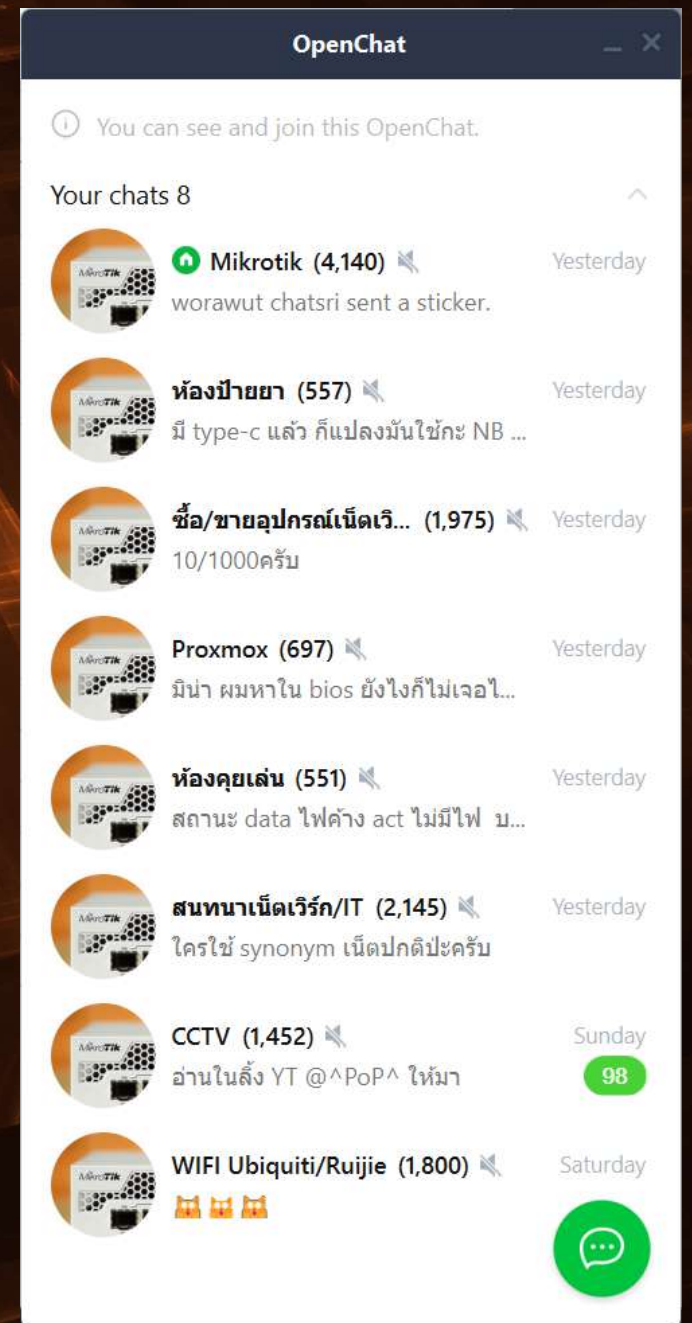 OpenChat
You can see and join this OpenChat.
Your chats 8
Mikrotik (4,140) Yesterday
worawut chatsri sent a sticker.
ห้องป้ายยา (557) Yesterday
มี type-c แล้ว ก็แปลงมันใช้กะ NB ...
ซื้อ/ขายอุปกรณ์เน็ตเวิ... (1,975) Yesterday
10/1000ครับ
Proxmox (697) Yesterday
มิน่า ผมหาใน bios ยังไงก็ไม่เจอไ...
ห้องคุยเล่น (551) Yesterday
สถานะ data ไฟค้าง act ไม่มีไฟ บ...
สนทนาเน็ตเวิร์ก/IT (2,145) Yesterday
ใครใช้ synonym เน็ตปกติป่ะครับ
CCTV (1,452) Sunday
อ่านในลิ้ง YT @^PoP^ ให้มา 98
WIFI Ubiquiti/Ruijie (1,800) Saturday
MikroTik
MikroTik
MikroTik
MikroTik
MikroTik
MikroTik
MikroTik
MikroTik